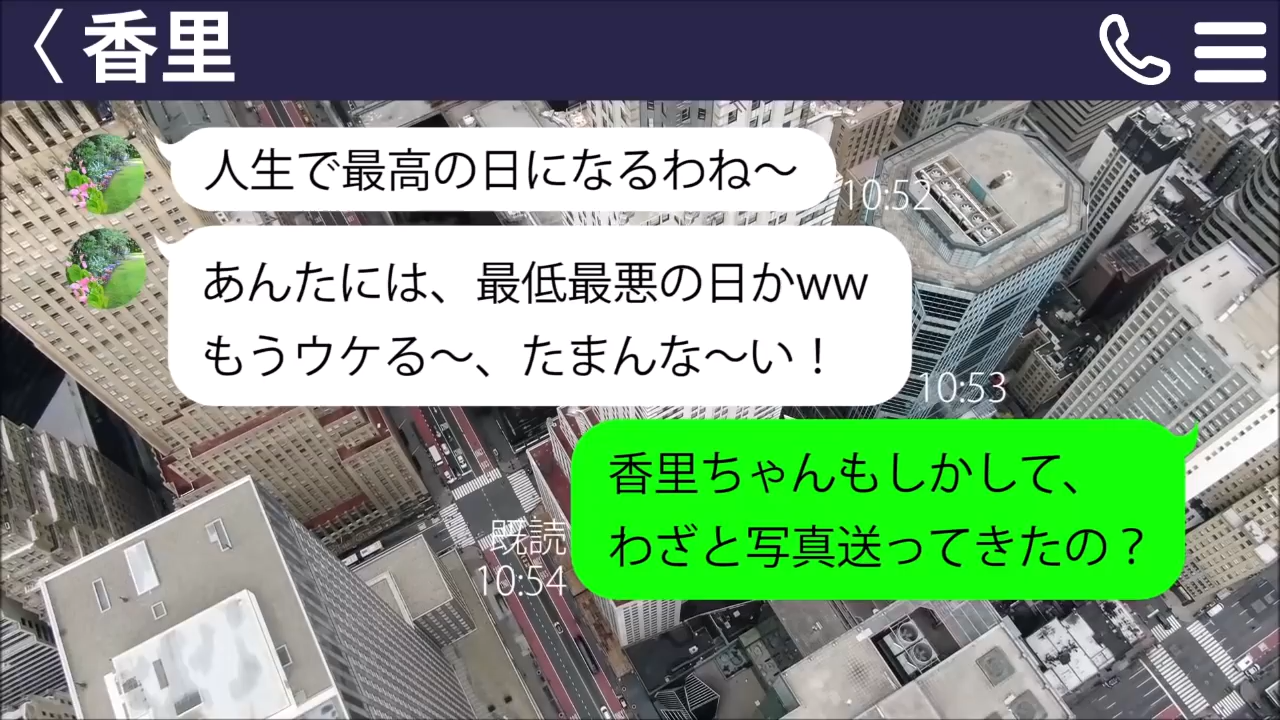 香里
人生で最高の日になるわね～
10:52
あんたには、最低最悪の日かww
もうウケる～、たまんな～い！
10:53
香里ちゃんもしかして、
わざと写真送ってきたの？
既読
10:54